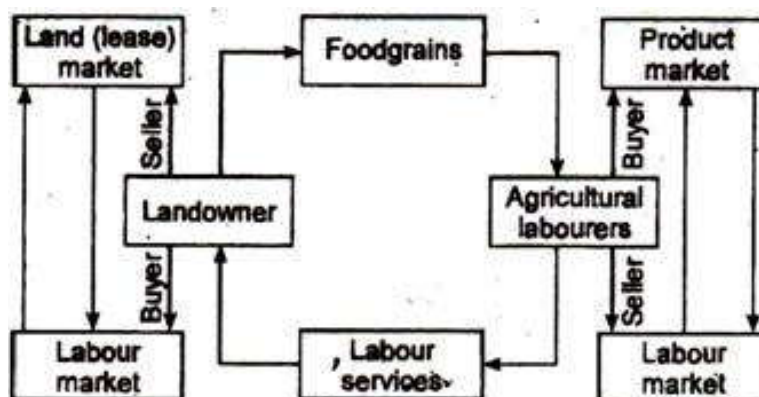 Land (lease)
market
Foodgrains
Product
market
Seller
Buyer
Landowner
Agricultural
labourers
Buyer
Seller
Labour
market
, Labour
services
Labour
market